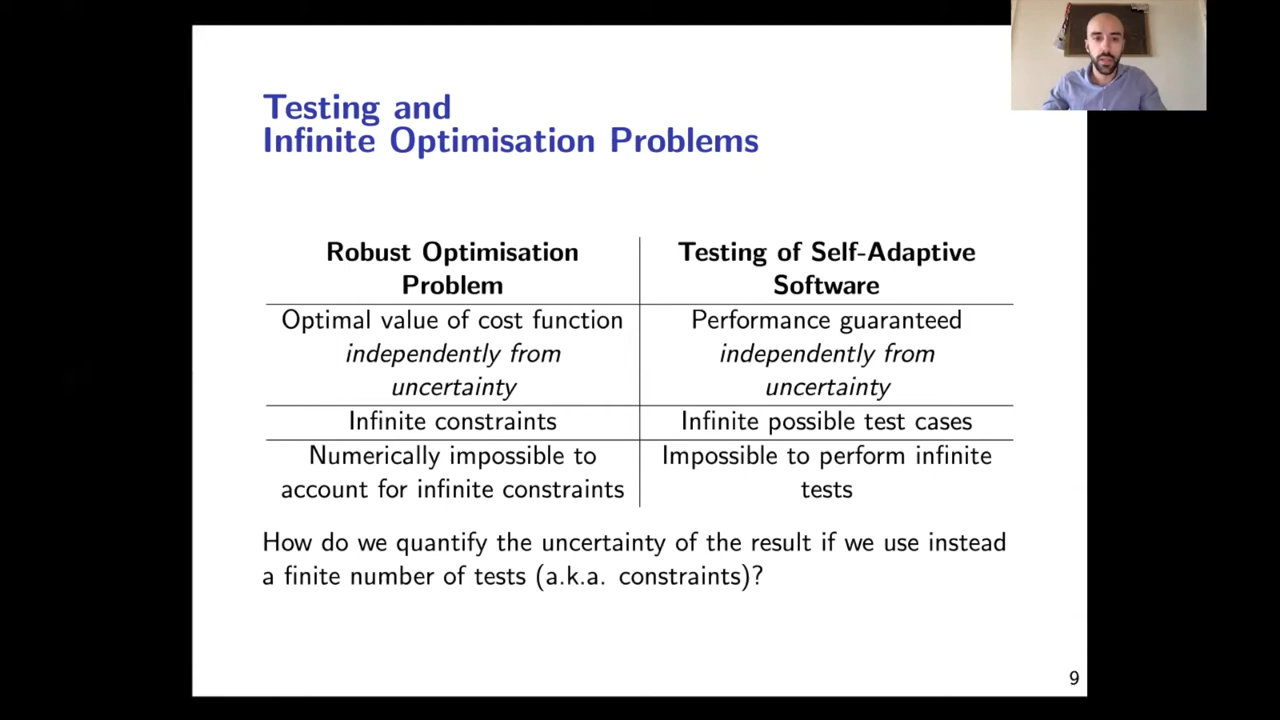 Testing and
Infinite Optimisation Problems
Robust Optimisation
Problem
Testing of Self-Adaptive
Software
Optimal value of cost function
independently from
uncertainty
Performance guaranteed
independently from
uncertainty
Infinite constraints
Infinite possible test cases
Numerically impossible to
account for infinite constraints
Impossible to perform infinite
tests
How do we quantify the uncertainty of the result if we use instead
a finite number of tests (a.k.a. constraints)?
9